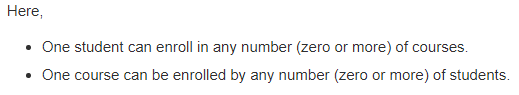 Here,
• One student can enroll in any number (zero or more) of courses.
• One course can be enrolled by any number (zero or more) of students.